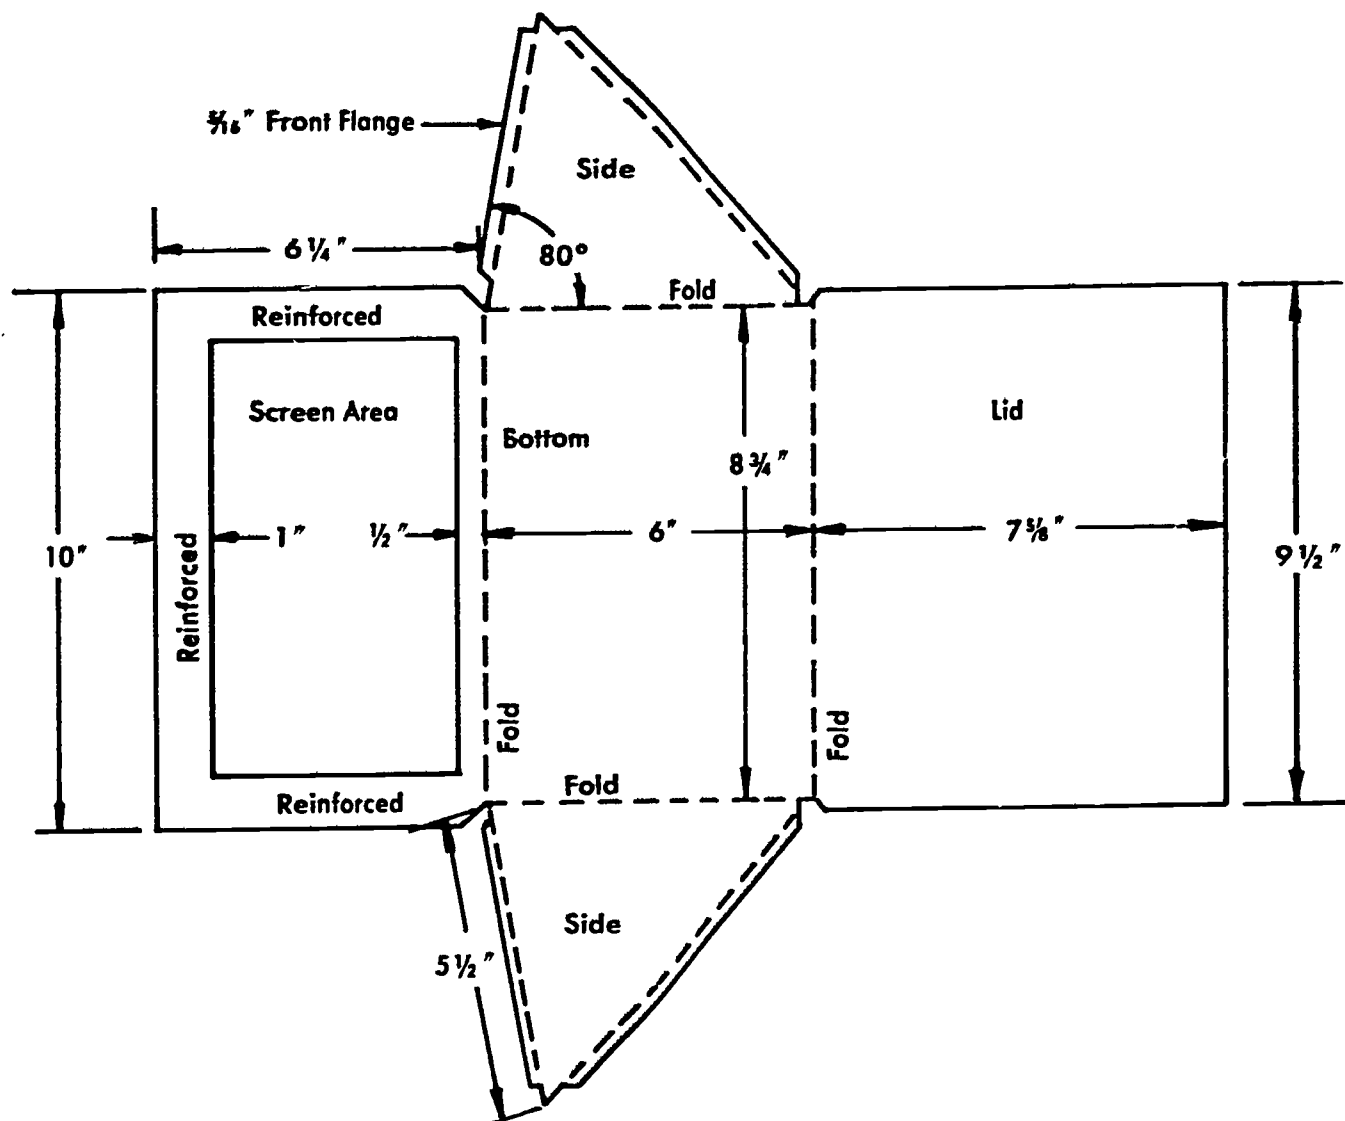 5/16" Front Flange
Side
6 1/4"
80°
Fold
Reinforced
Screen Area
Lid
Bottom
8 3/4"
10"
Reinforced
1"
1/2"
6"
7 5/8"
9 1/2"
Fold
Fold
Fold
Reinforced
Side
5 1/2"